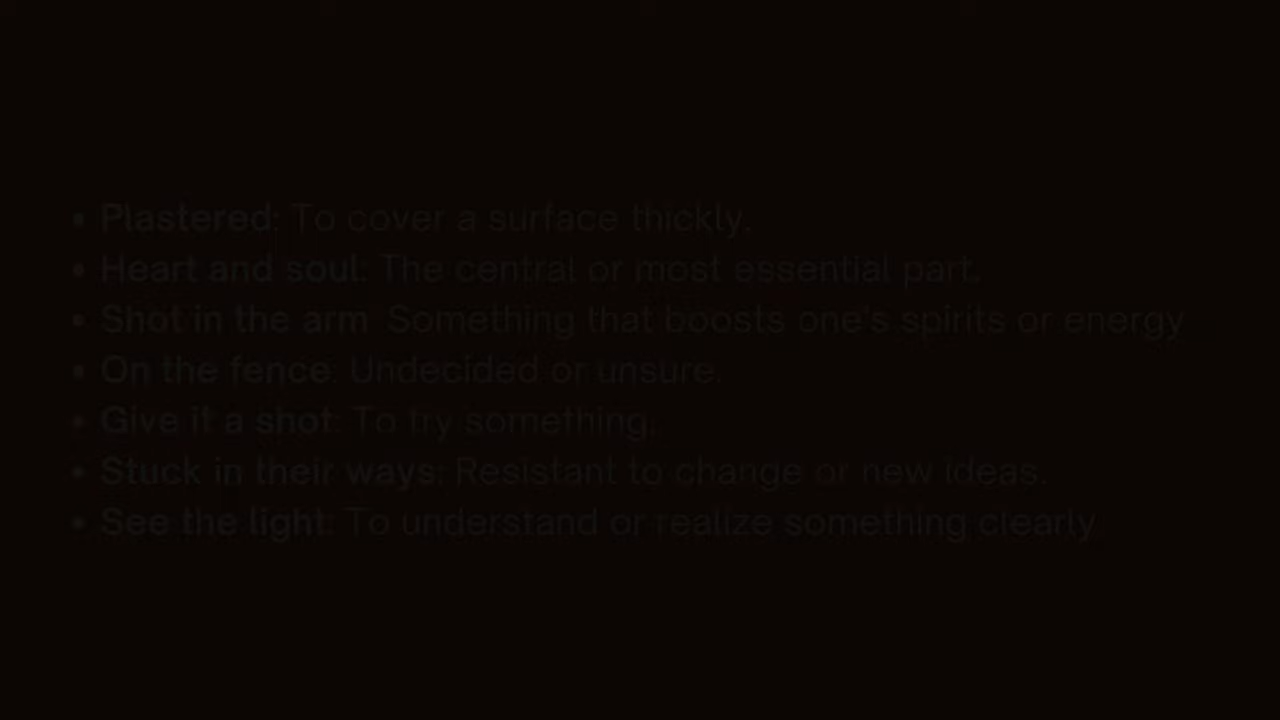 • Plastered: To cover a surface thickly.
• Heart and soul: The central or most essential part.
• Shot in the arm: Something that boosts one's spirits or energy
• On the fence: Undecided or unsure.
• Give it a shot: To try something.
• Stuck in their ways: Resistant to change or new ideas.
• See the light: To understand or realize something clearly.